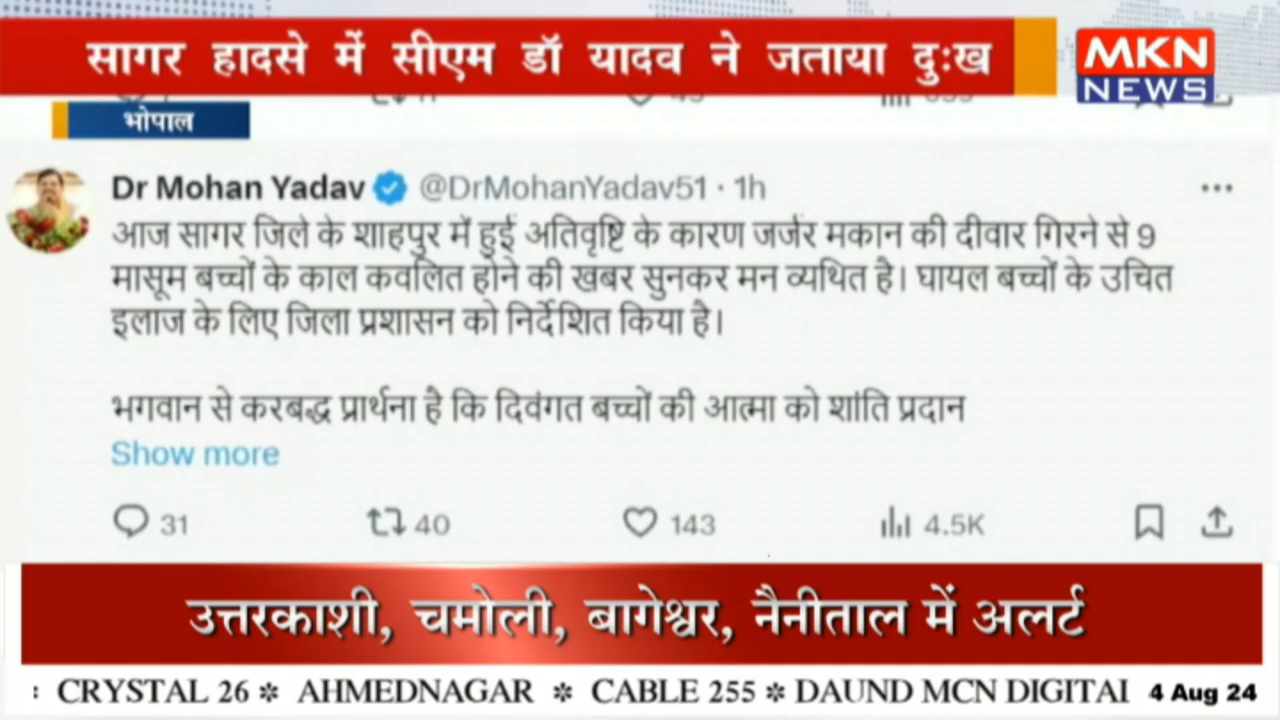 सागर हादसे में सीएम डॉ यादव ने जताया दुःख
MKN
NEWS
भोपाल
Dr Mohan Yadav @DrMohanYadav51 · 1h
आज सागर जिले के शाहपुर में हुई अतिवृष्टि के कारण जर्जर मकान की दीवार गिरने से 9
मासूम बच्चों के काल कवलित होने की खबर सुनकर मन व्यथित है। घायल बच्चों के उचित
इलाज के लिए जिला प्रशासन को निर्देशित किया है।
भगवान से करबद्ध प्रार्थना है कि दिवंगत बच्चों की आत्मा को शांति प्रदान
Show more
31 40 143 4.5K
उत्तरकाशी, चमोली, बागेश्वर, नैनीताल में अलर्ट
: CRYSTAL 26 ✲ AHMEDNAGAR ✲ CABLE 255 ✲ DAUND MCN DIGITAI 4 Aug 24